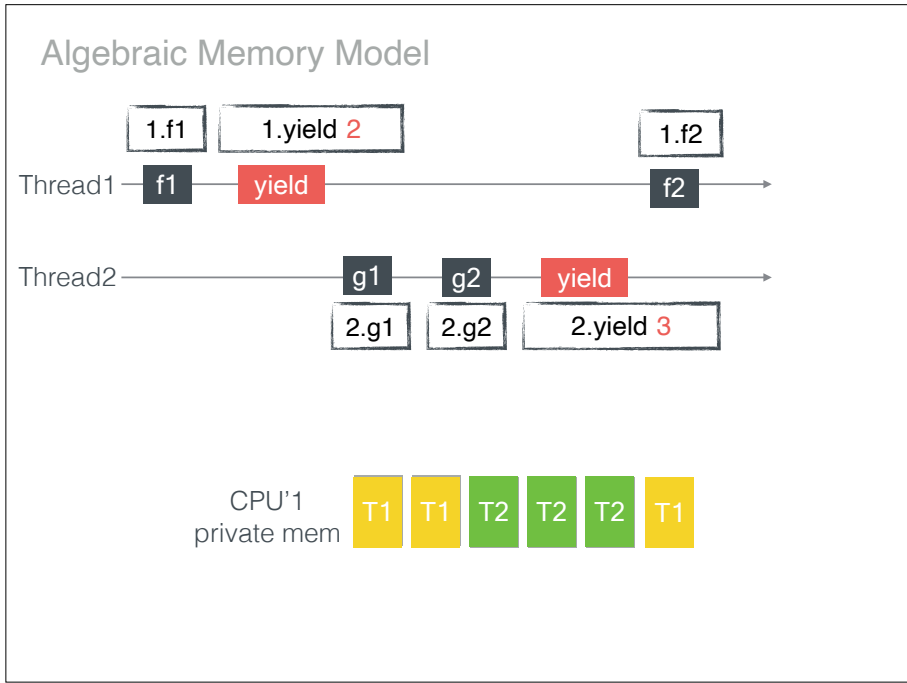 Algebraic Memory Model
1.f1 1.yield 2 1.f2
Thread1 f1 yield f2
Thread2 g1 g2 yield
2.g1 2.g2 2.yield 3
CPU'1
private mem
T1 T1 T2 T2 T2 T1